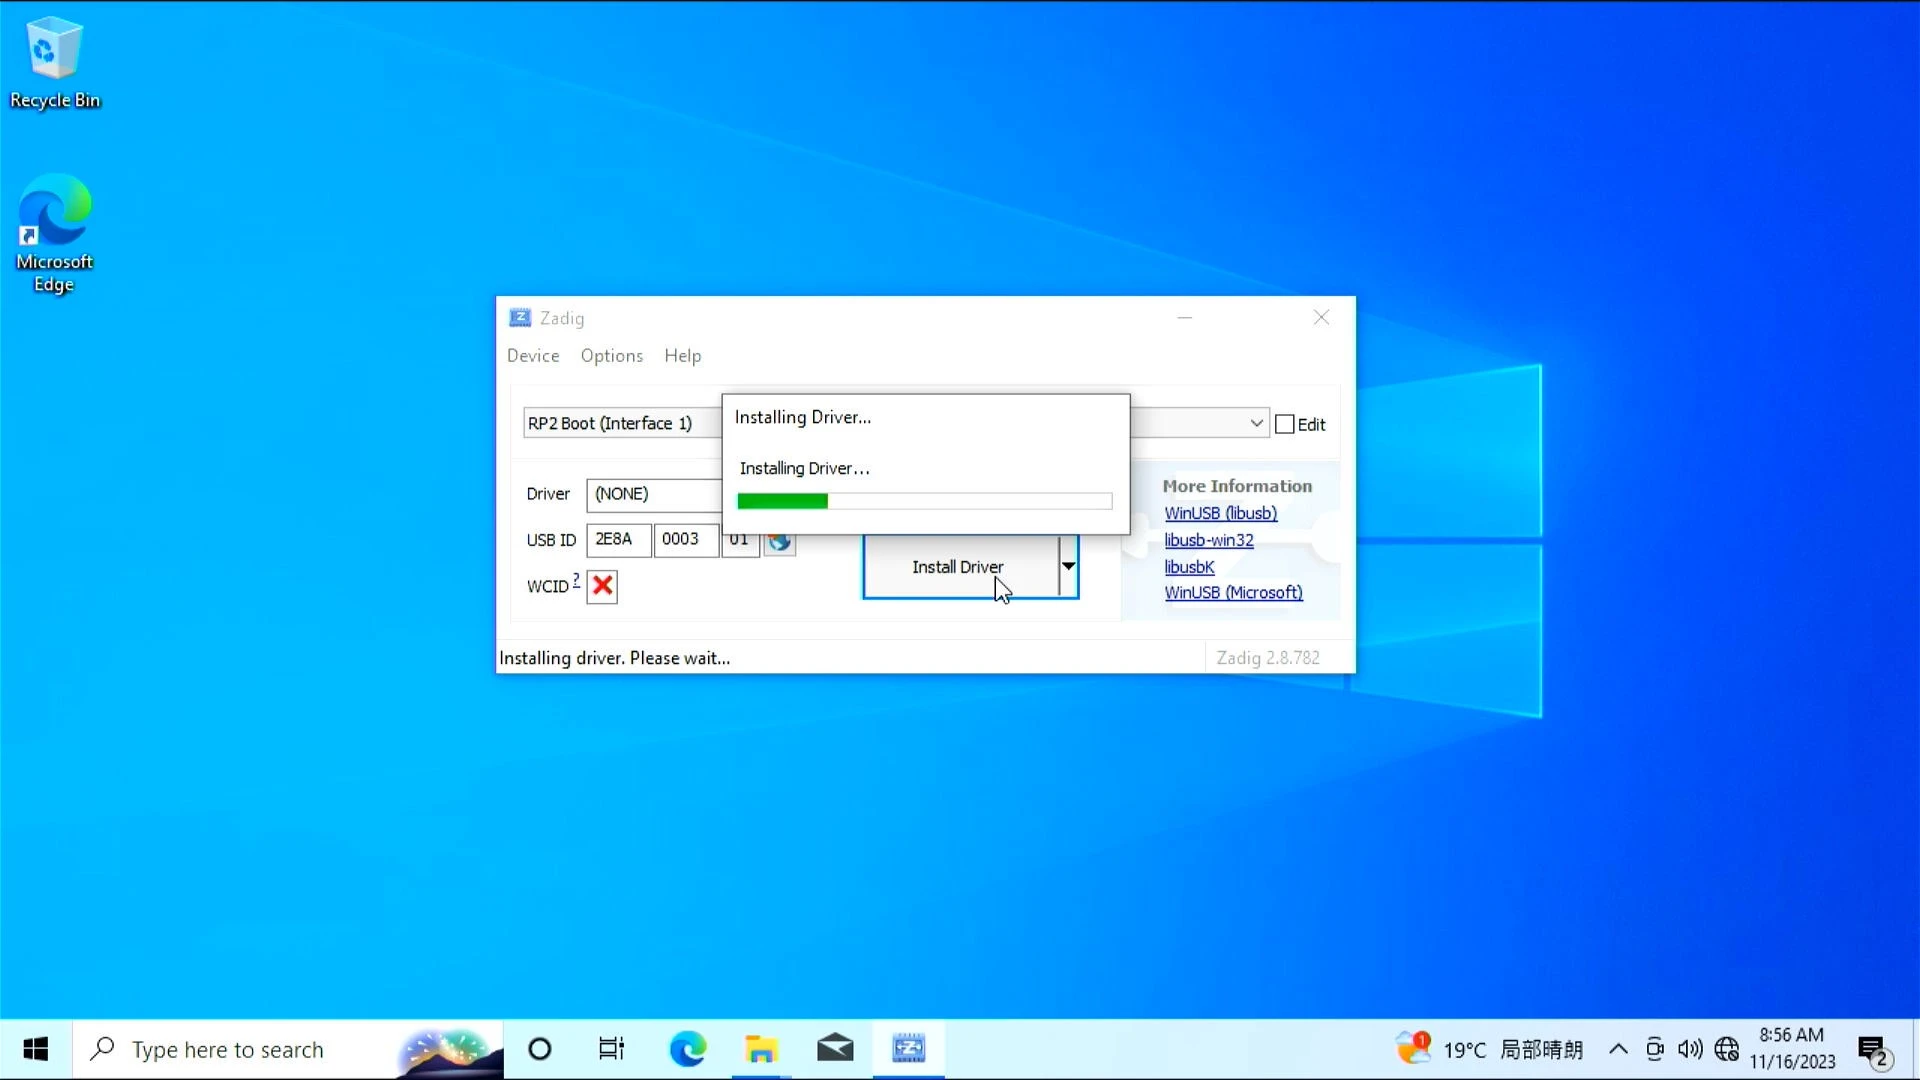 Recycle Bin
Microsoft
Edge
Zadig
Device Options Help
RP2 Boot (Interface 1)
Edit
Installing Driver...
Installing Driver...
Driver (NONE)
USB ID 2E8A 0003 01
WCID ?
Install Driver
More Information
WinUSB (libusb)
libusb-win32
libusbK
WinUSB (Microsoft)
Installing driver. Please wait...
Zadig 2.8.782
Type here to search
1
19°C 局部晴朗
8:56 AM
11/16/2023
2